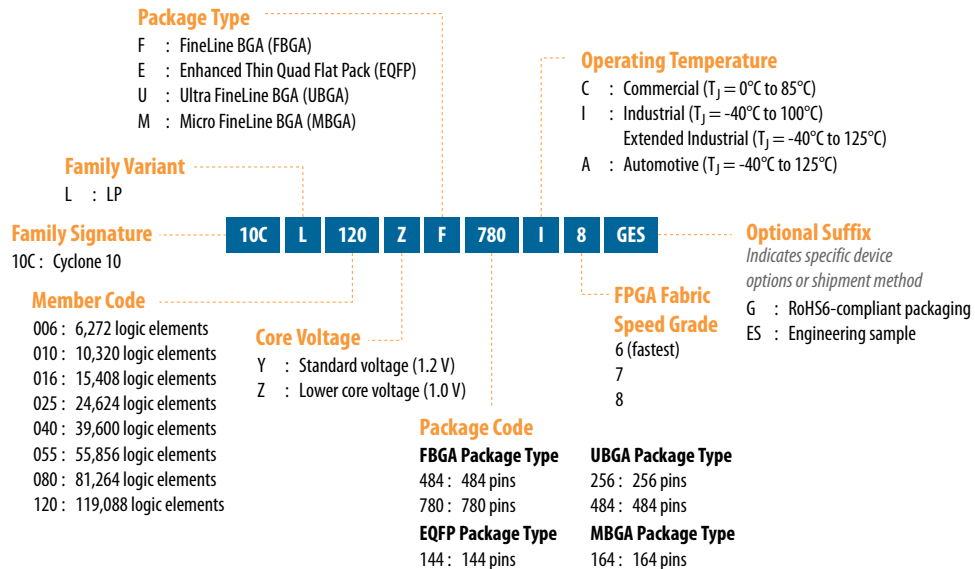 Package Type
F : FineLine BGA (FBGA)
E : Enhanced Thin Quad Flat Pack (EQFP)
U : Ultra FineLine BGA (UBGA)
M : Micro FineLine BGA (MBGA)
Operating Temperature
C : Commercial (TJ = 0°C to 85°C)
I : Industrial (TJ = -40°C to 100°C)
Extended Industrial (TJ = -40°C to 125°C)
A : Automotive (TJ = -40°C to 125°C)
Family Variant
L : LP
Family Signature
10C : Cyclone 10
10C L 120 Z F 780 I 8 GES
Optional Suffix
Indicates specific device
options or shipment method
G : RoHS6-compliant packaging
ES : Engineering sample
Member Code
006 : 6,272 logic elements
010 : 10,320 logic elements
016 : 15,408 logic elements
025 : 24,624 logic elements
040 : 39,600 logic elements
055 : 55,856 logic elements
080 : 81,264 logic elements
120 : 119,088 logic elements
Core Voltage
Y : Standard voltage (1.2 V)
Z : Lower core voltage (1.0 V)
FPGA Fabric
Speed Grade
6 (fastest)
7
8
Package Code
FBGA Package Type
484 : 484 pins
780 : 780 pins
EQFP Package Type
144 : 144 pins
UBGA Package Type
256 : 256 pins
484 : 484 pins
MBGA Package Type
164 : 164 pins